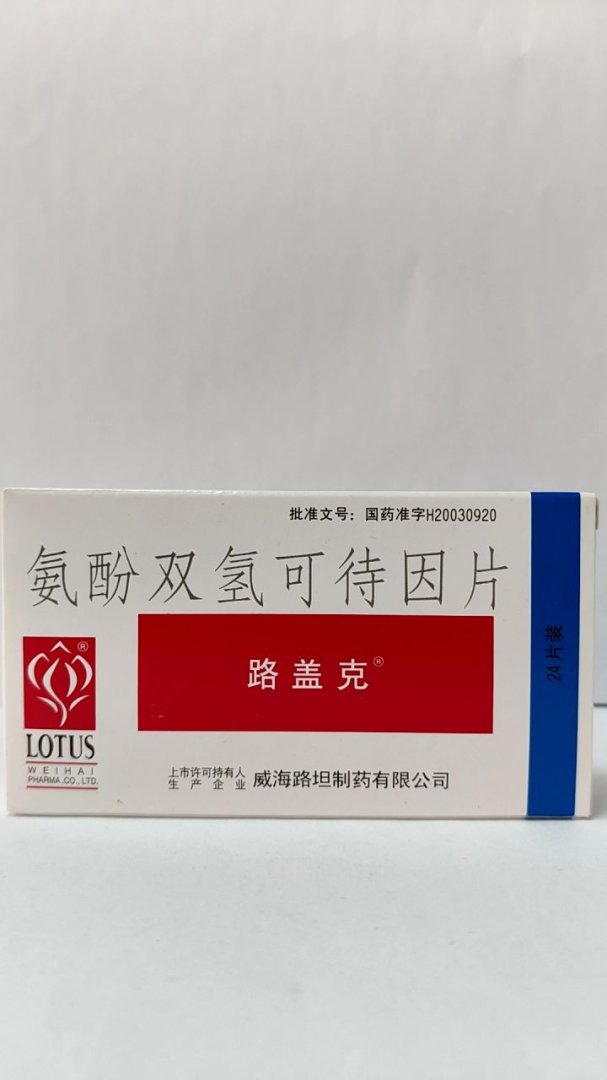 批准文号：国药准字H20030920
氨酚双氢可待因片
路盖克®
24片装
®
LOTUS
WEIHAI
PHARMA.CO.,LTD.
上市许可持有人
生产企业
威海路坦制药有限公司